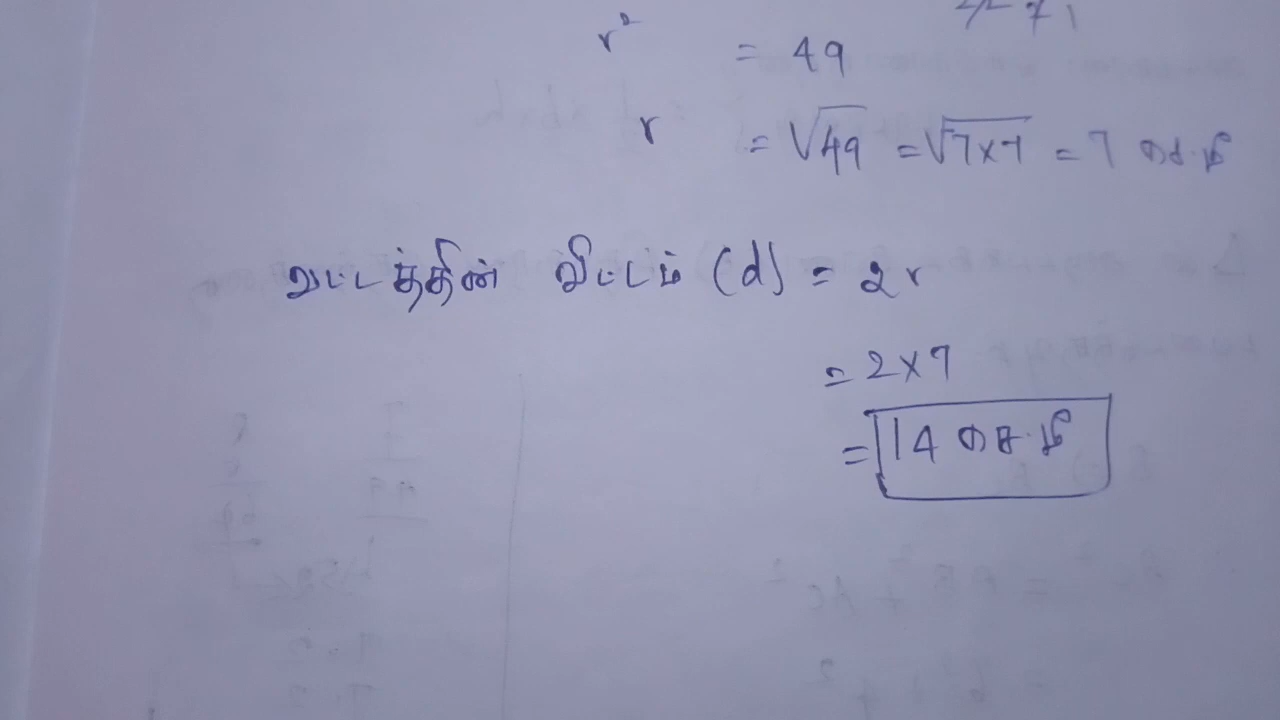 r² = 49
r = √49 = √7×7 = 7 செ.மீ
வட்டத்தின் விட்டம் (d) = 2r
= 2×7
= 14 செ.மீ